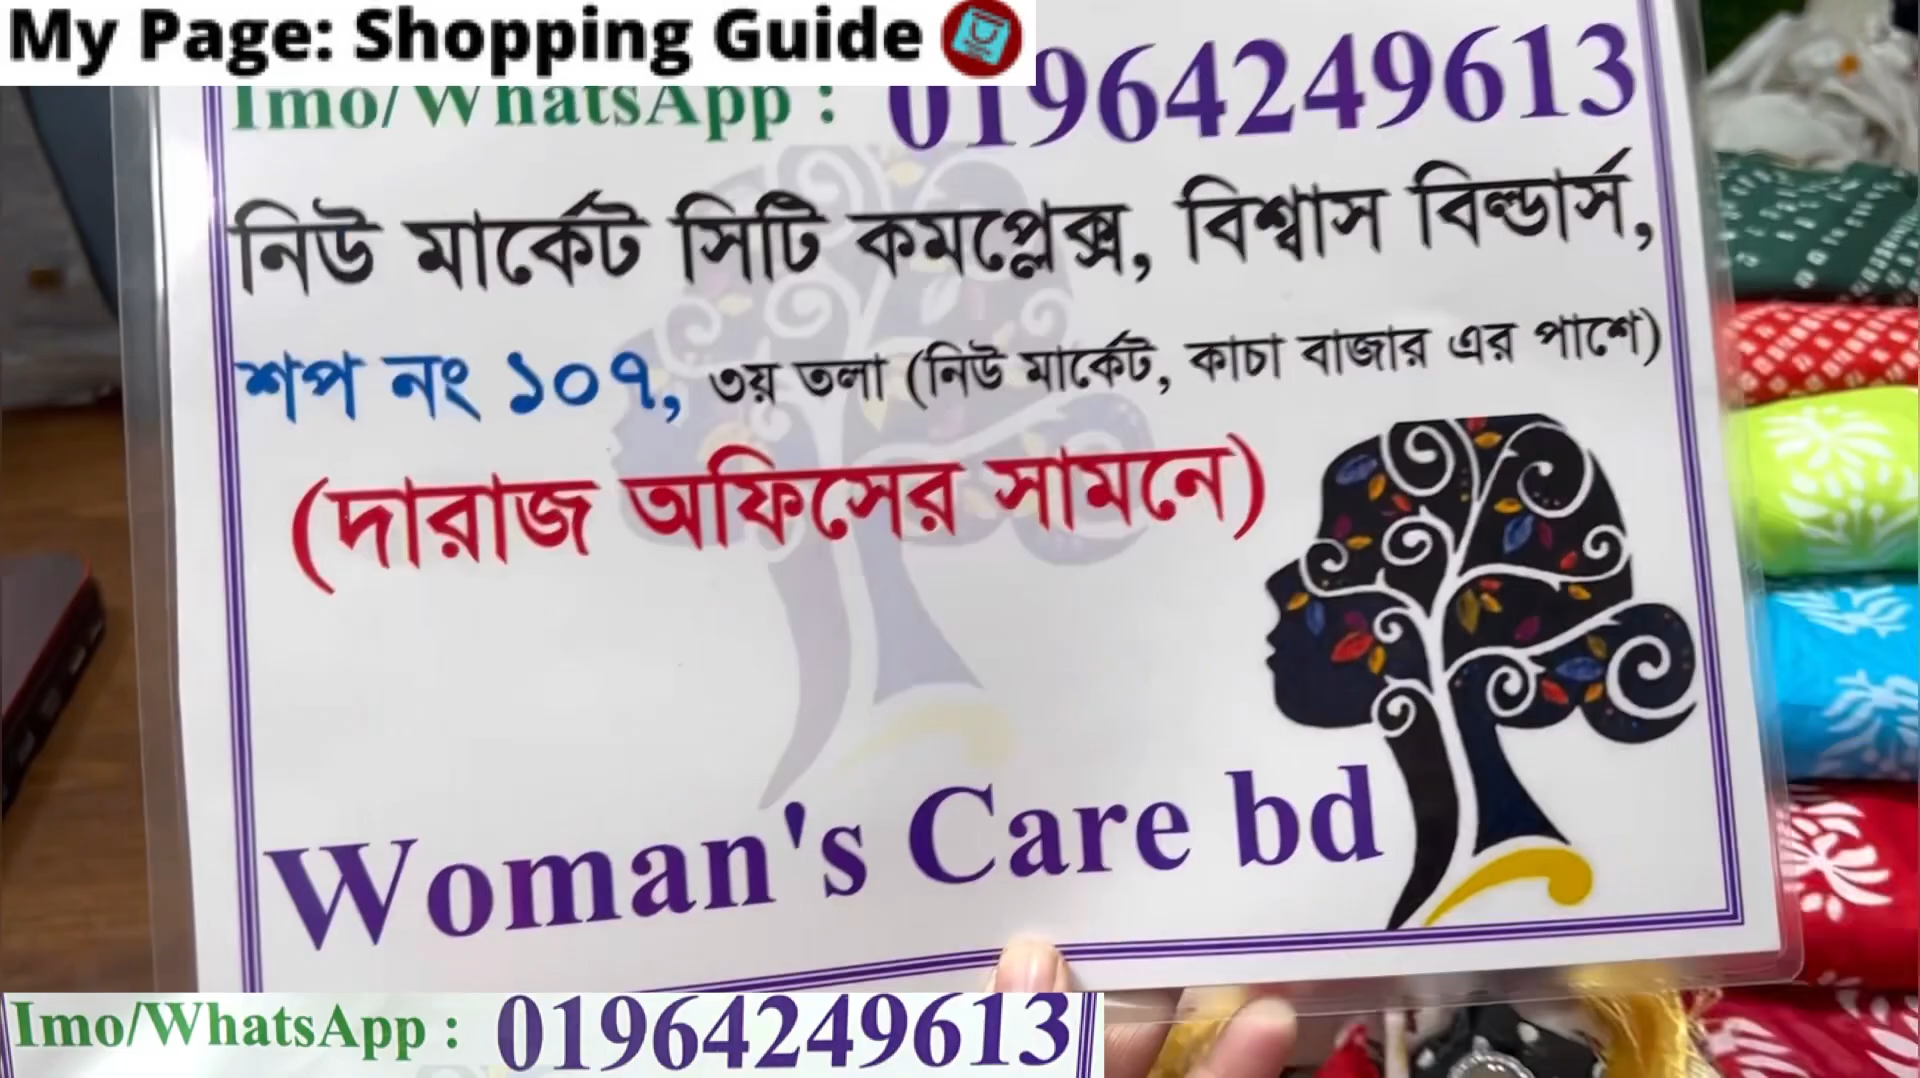 My Page: Shopping Guide
Imo/WhatsApp : 01964249613
নিউ মার্কেট সিটি কমপ্লেক্স, বিশ্বাস বিল্ডার্স,
শপ নং ১০৭, ৩য় তলা (নিউ মার্কেট, কাচা বাজার এর পাশে)
(দারাজ অফিসের সামনে)
Woman's Care bd
Imo/WhatsApp : 01964249613